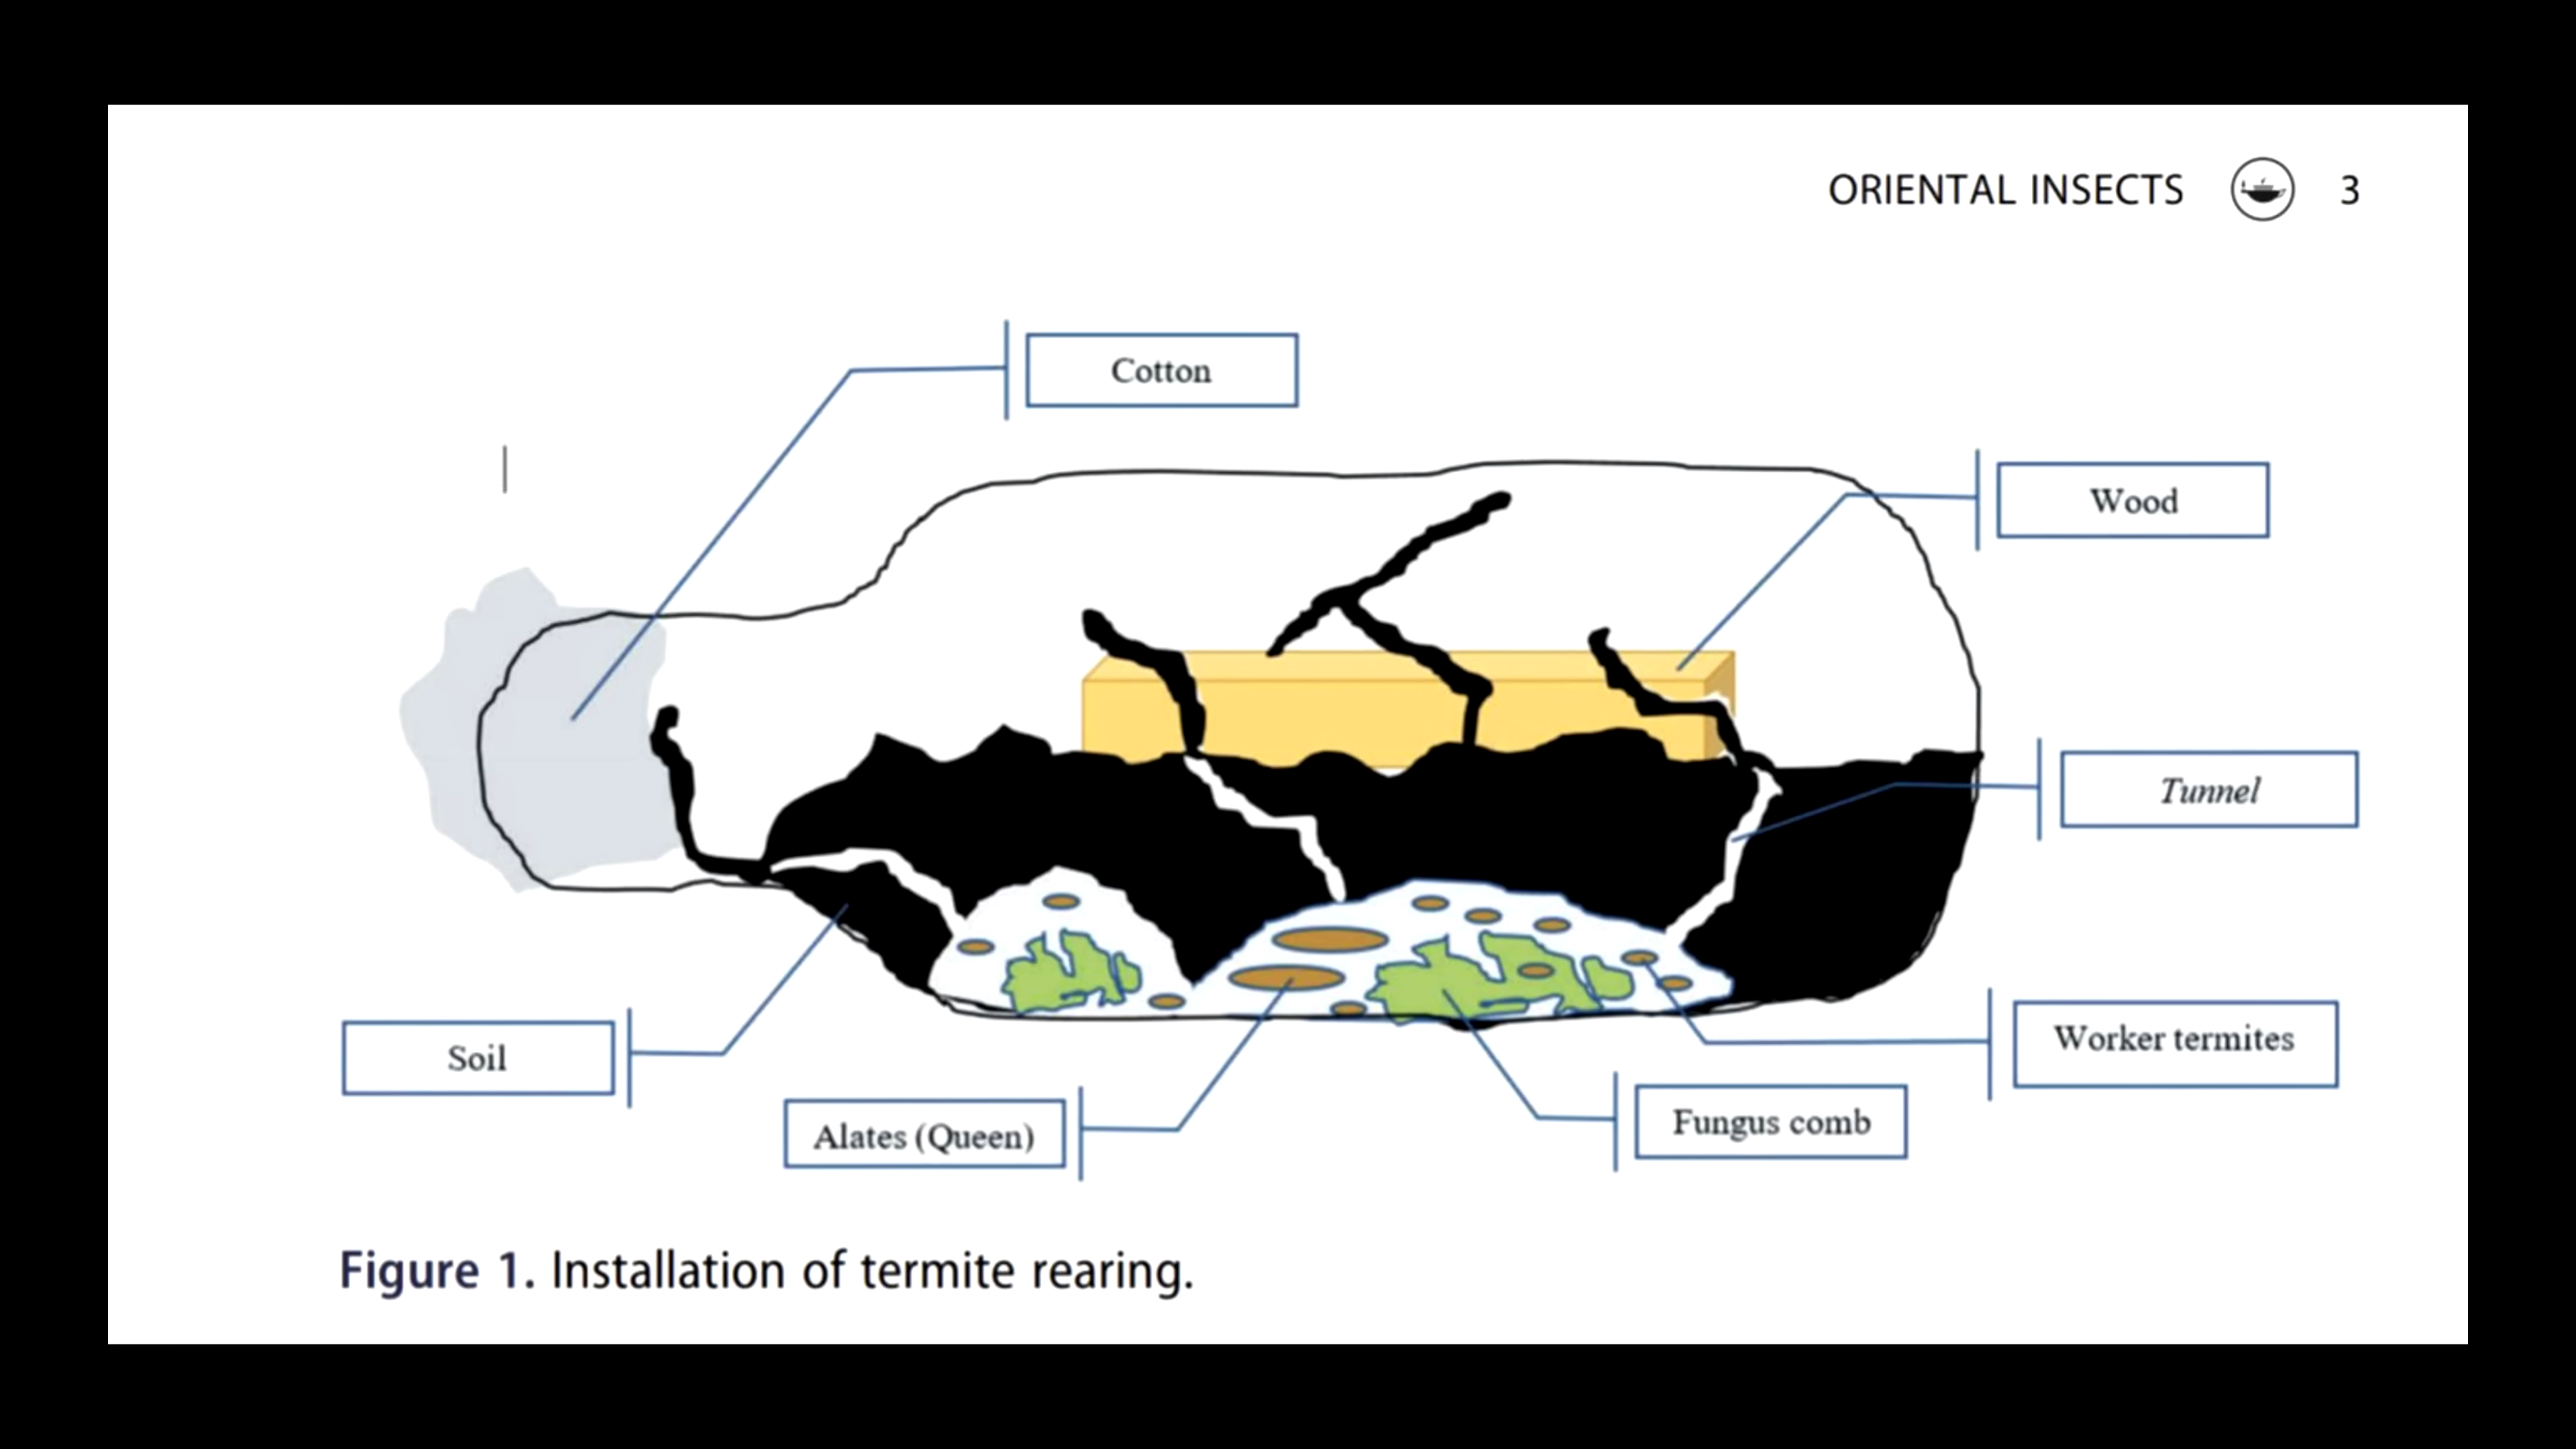 ORIENTAL INSECTS 3
Cotton
Wood
Tunnel
Soil
Worker termites
Alates (Queen)
Fungus comb
Figure 1. Installation of termite rearing.